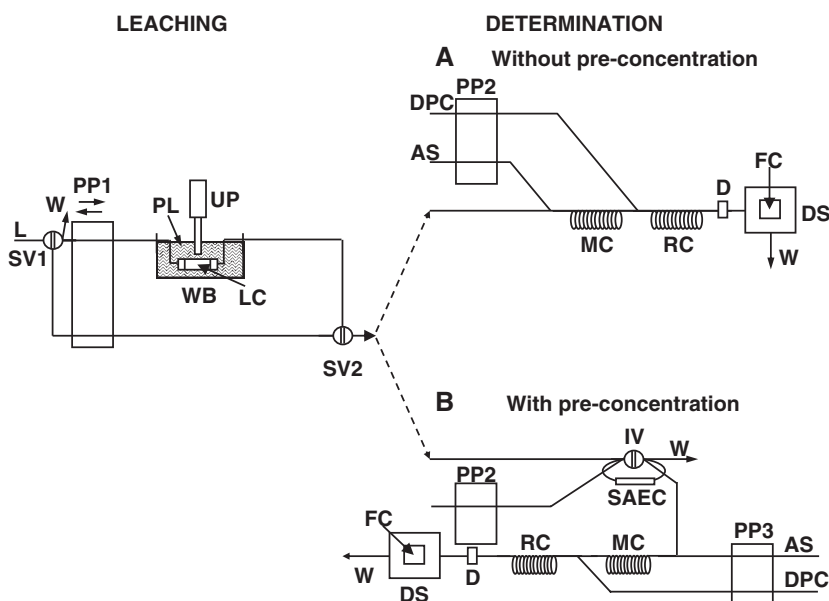 LEACHING
DETERMINATION
A Without pre-concentration
PP2
DPC
AS
FC
D
DS
MC
RC
W
PP1
W
L
SV1
PL
UP
WB
LC
SV2
B With pre-concentration
IV
W
SAEC
PP2
FC
RC
MC
PP3
AS
DPC
W
DS
D